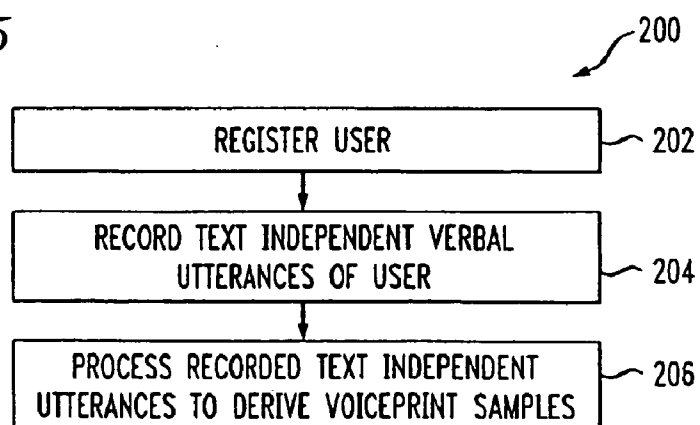 5
200
REGISTER USER
202
RECORD TEXT INDEPENDENT VERBAL
UTTERANCES OF USER
204
PROCESS RECORDED TEXT INDEPENDENT
UTTERANCES TO DERIVE VOICEPRINT SAMPLES
206